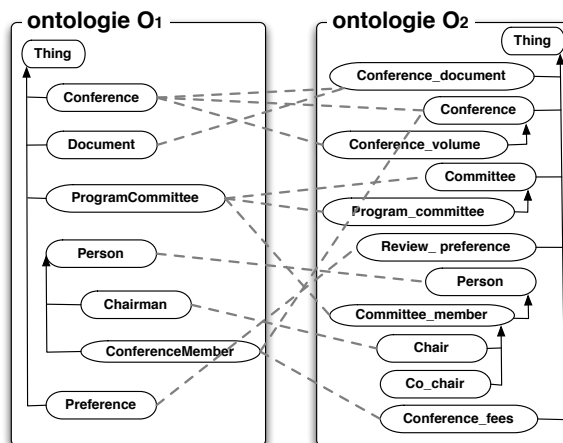 ontologie O1
Thing
Conference
Document
ProgramCommittee
Person
Chairman
ConferenceMember
Preference
ontologie O2
Thing
Conference_document
Conference
Conference_volume
Committee
Program_committee
Review_ preference
Person
Committee_member
Chair
Co_chair
Conference_fees